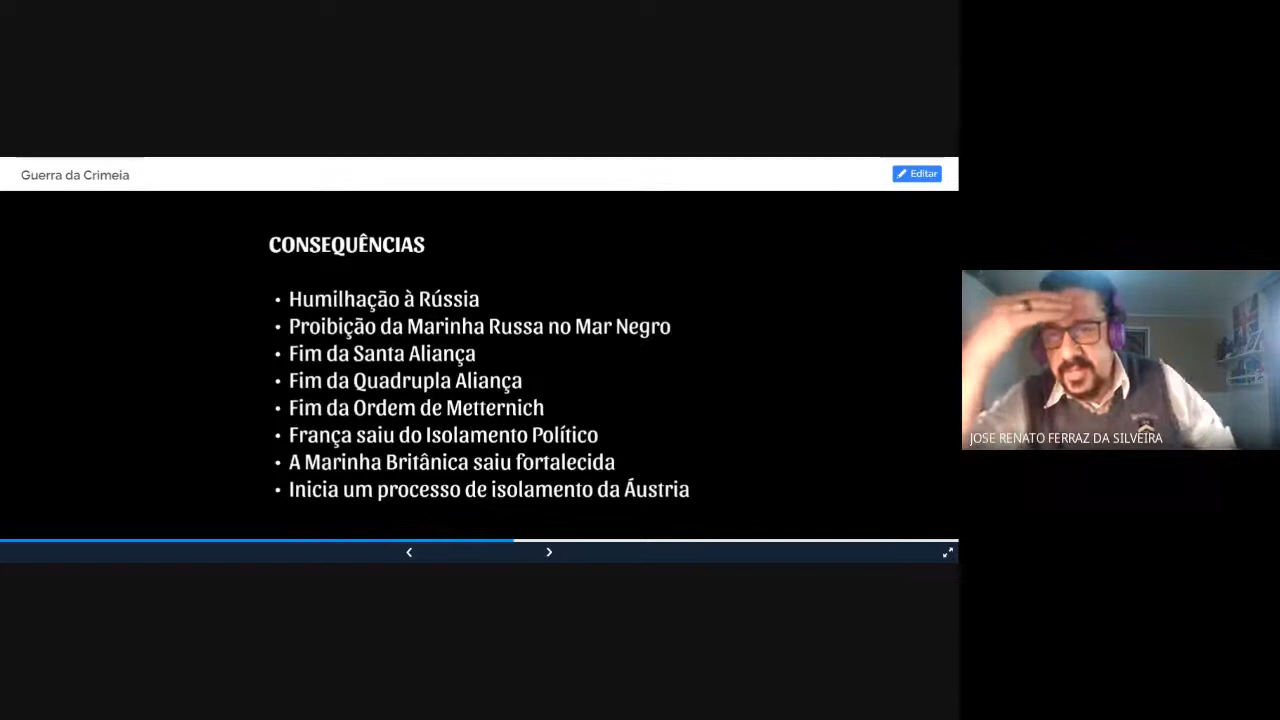 Guerra da Crimeia
Editar
CONSEQUÊNCIAS
• Humilhação à Rússia
• Proibição da Marinha Russa no Mar Negro
• Fim da Santa Aliança
• Fim da Quadrupla Aliança
• Fim da Ordem de Metternich
• França saiu do Isolamento Político
• A Marinha Britânica saiu fortalecida
• Inicia um processo de isolamento da Áustria
JOSE RENATO FERRAZ DA SILVEIRA